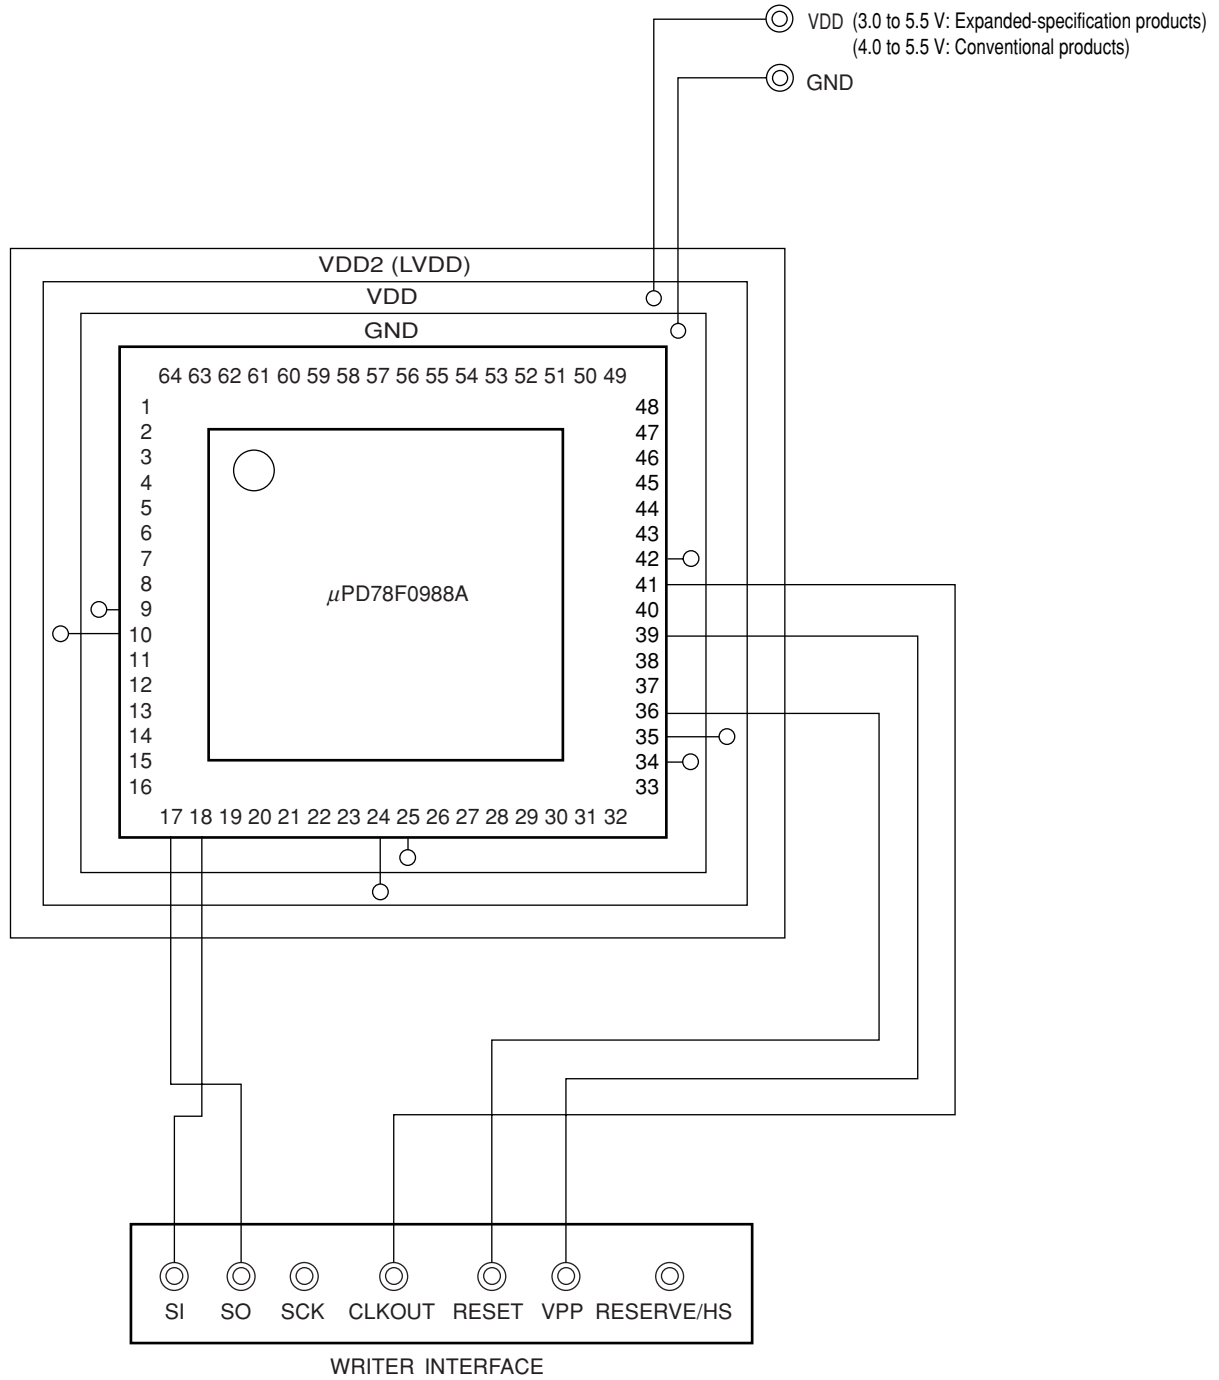 VDD (3.0 to 5.5 V: Expanded-specification products)
(4.0 to 5.5 V: Conventional products)
GND
VDD2 (LVDD)
VDD
GND
64 63 62 61 60 59 58 57 56 55 54 53 52 51 50 49
1 48
2 47
3 46
4 45
5 44
6 43
7 42
8 41
μPD78F0988A
9 40
10 39
11 38
12 37
13 36
14 35
15 34
16 33
17 18 19 20 21 22 23 24 25 26 27 28 29 30 31 32
SI SO SCK CLKOUT RESET VPP RESERVE/HS
WRITER INTERFACE